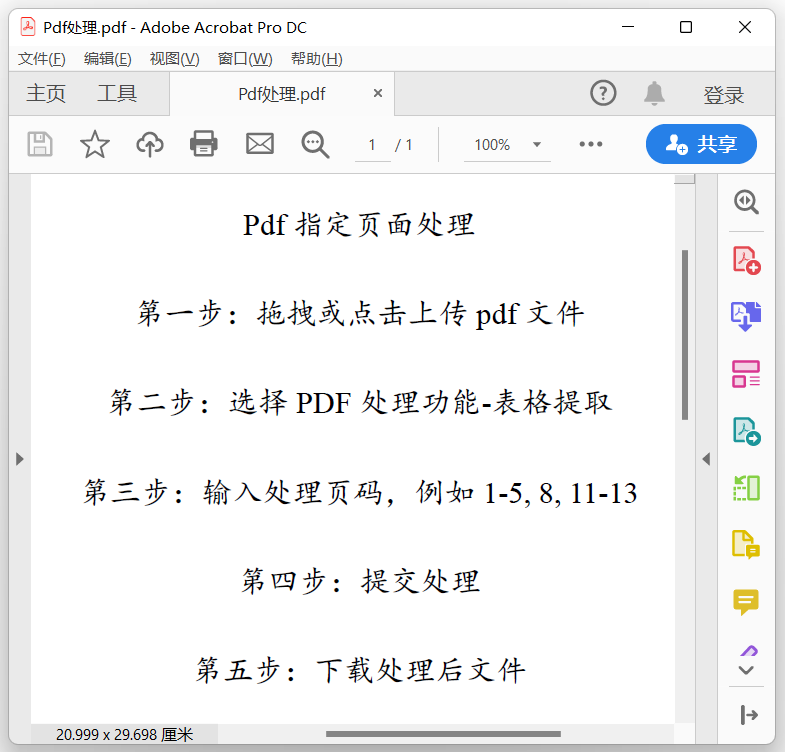 Pdf处理.pdf - Adobe Acrobat Pro DC
文件(F) 编辑(E) 视图(V) 窗口(W) 帮助(H)
主页 工具 Pdf处理.pdf × ? 登录
1 / 1 100% 共享
Pdf 指定页面处理
第一步：拖拽或点击上传 pdf 文件
第二步：选择 PDF 处理功能-表格提取
第三步：输入处理页码，例如 1-5, 8, 11-13
第四步：提交处理
第五步：下载处理后文件
20.999 x 29.698 厘米